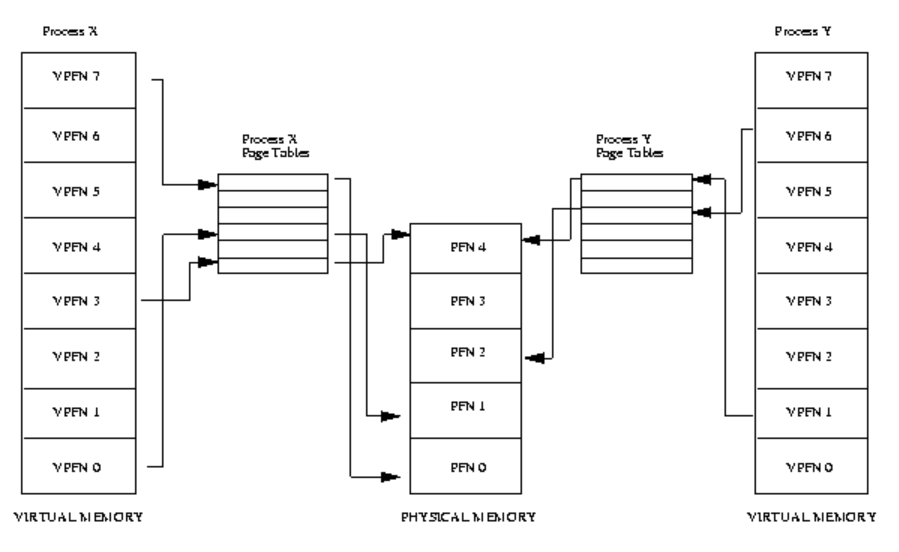 Process X
Process Y
VPFN 7
VPFN 6
VPFN 5
VPFN 4
VPFN 3
VPFN 2
VPFN 1
VPFN 0
VIRTUAL MEMORY
Process X
Page Tables
PFN 4
PFN 3
PFN 2
PFN 1
PFN 0
PHYSICAL MEMORY
Process Y
Page Tables
VPFN 7
VPFN 6
VPFN 5
VPFN 4
VPFN 3
VPFN 2
VPFN 1
VPFN 0
VIRTUAL MEMORY